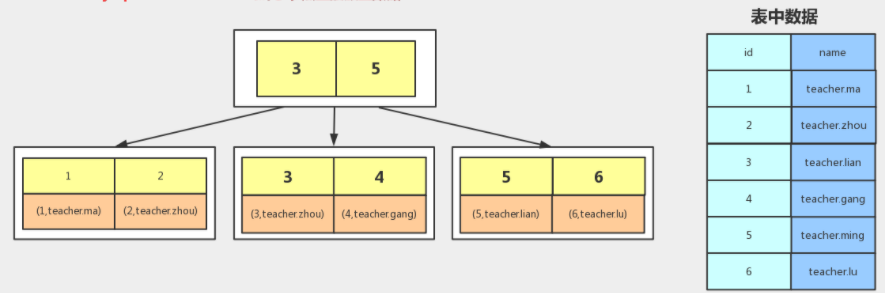 表中数据
3 5
1 2
(1,teacher.ma) (2,teacher.zhou)
3 4
(3,teacher.zhou) (4,teacher.gang)
5 6
(5,teacher.lian) (6,teacher.lu)
id name
1 teacher.ma
2 teacher.zhou
3 teacher.lian
4 teacher.gang
5 teacher.ming
6 teacher.lu